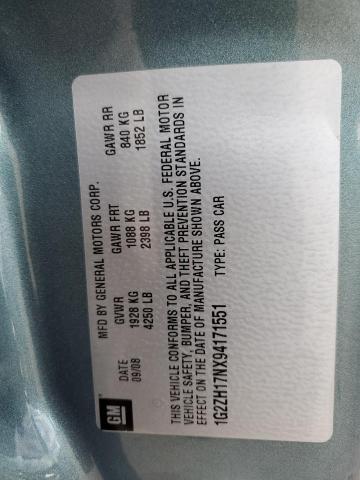 GM
MFD BY GENERAL MOTORS CORP.
DATE GVWR GAWR FRT GAWR RR
09/08 1928 KG 1088 KG 840 KG
4250 LB 2398 LB 1852 LB
THIS VEHICLE CONFORMS TO ALL APPLICABLE U.S. FEDERAL MOTOR
VEHICLE SAFETY, BUMPER, AND THEFT PREVENTION STANDARDS IN
EFFECT ON THE DATE OF MANUFACTURE SHOWN ABOVE.
1G2ZH17NX94171551 TYPE: PASS CAR